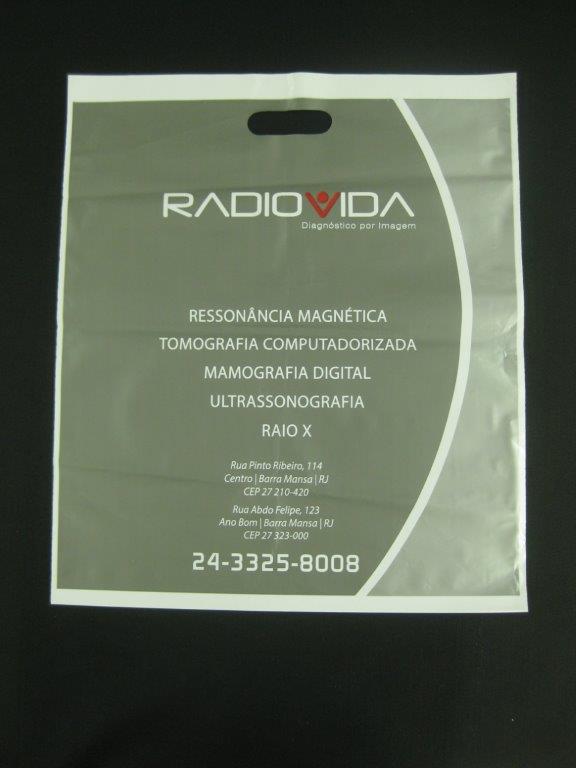 RADIOVIDA
Diagnóstico por Imagem
RESSONÂNCIA MAGNÉTICA
TOMOGRAFIA COMPUTADORIZADA
MAMOGRAFIA DIGITAL
ULTRASSONOGRAFIA
RAIO X
Rua Pinto Ribeiro, 114
Centro | Barra Mansa | RJ
CEP 27 210-420
Rua Abdo Felipe, 123
Ano Bom | Barra Mansa | RJ
CEP 27 323-000
24-3325-8008